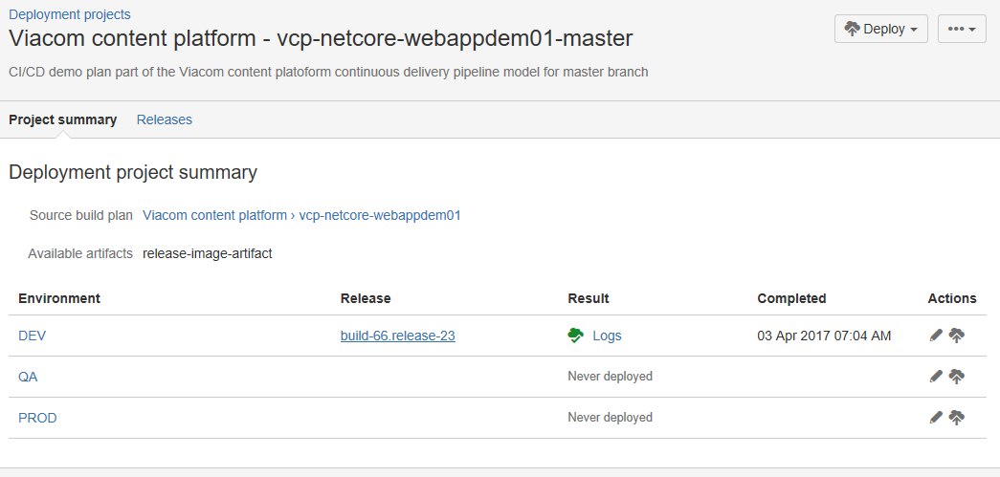 Deployment projects
Viacom content platform - vcp-netcore-webappdem01-master
Deploy
CI/CD demo plan part of the Viacom content platoform continuous delivery pipeline model for master branch
Project summary Releases
Deployment project summary
Source build plan Viacom content platform › vcp-netcore-webappdem01
Available artifacts release-image-artifact
Environment Release Result Completed Actions
DEV build-66.release-23 Logs 03 Apr 2017 07:04 AM
QA Never deployed
PROD Never deployed